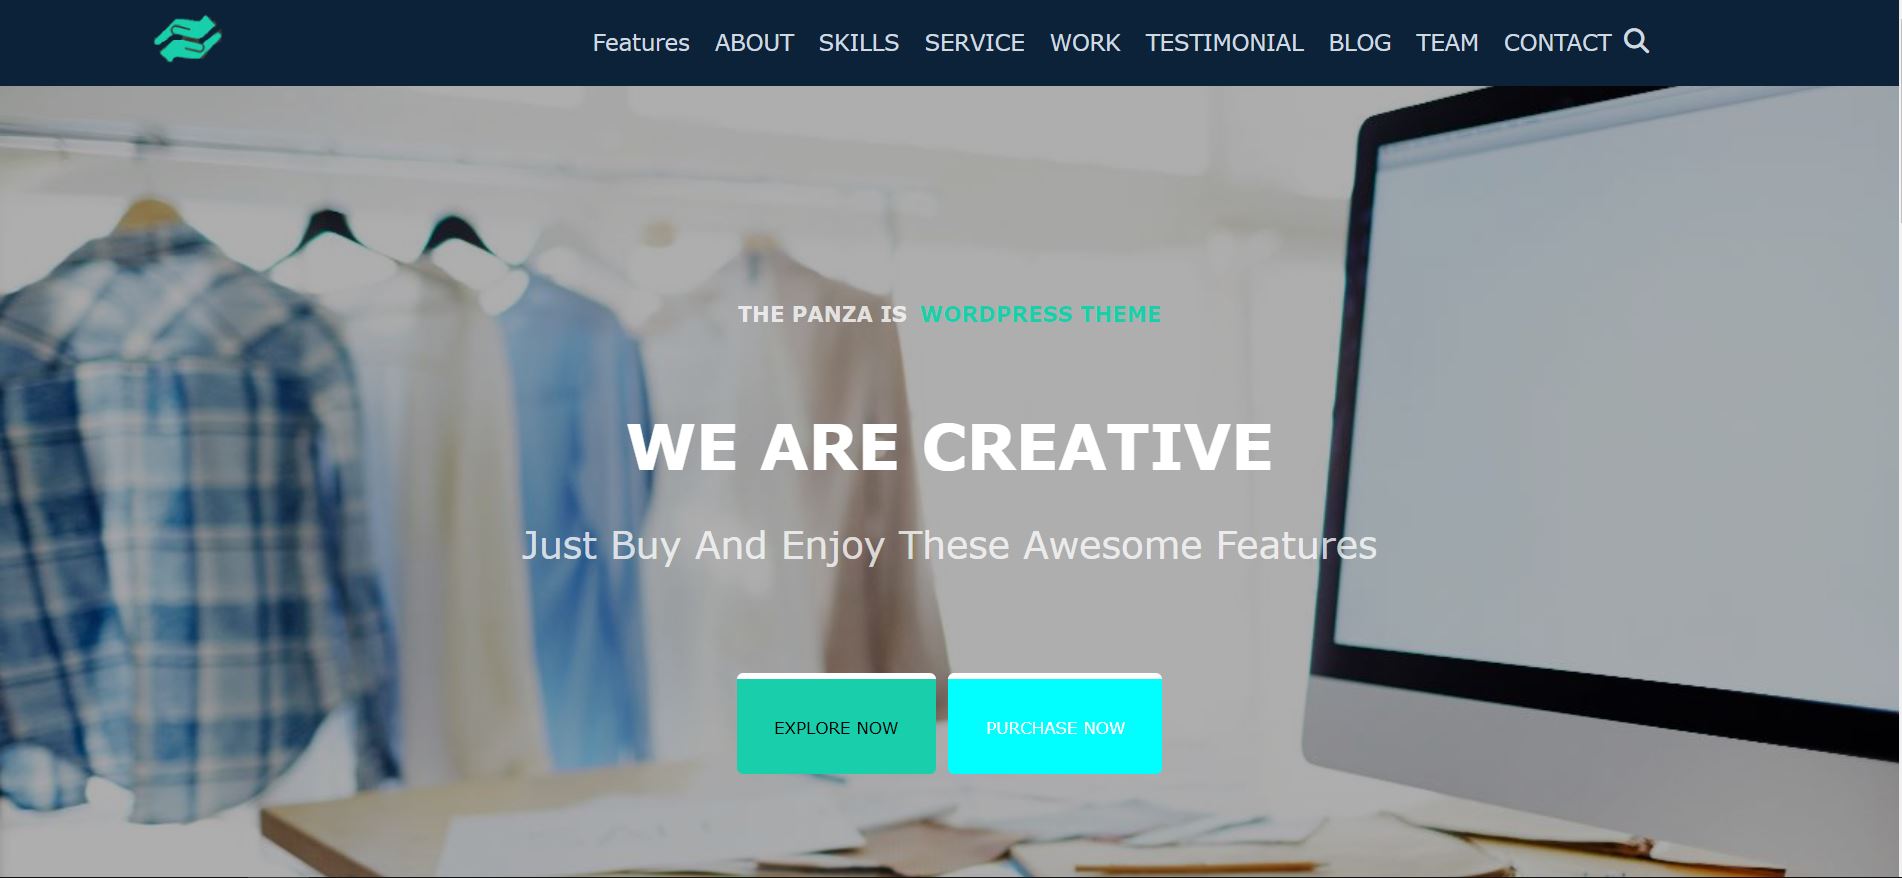 Features ABOUT SKILLS SERVICE WORK TESTIMONIAL BLOG TEAM CONTACT
THE PANZA IS WORDPRESS THEME
WE ARE CREATIVE
Just Buy And Enjoy These Awesome Features
EXPLORE NOW PURCHASE NOW